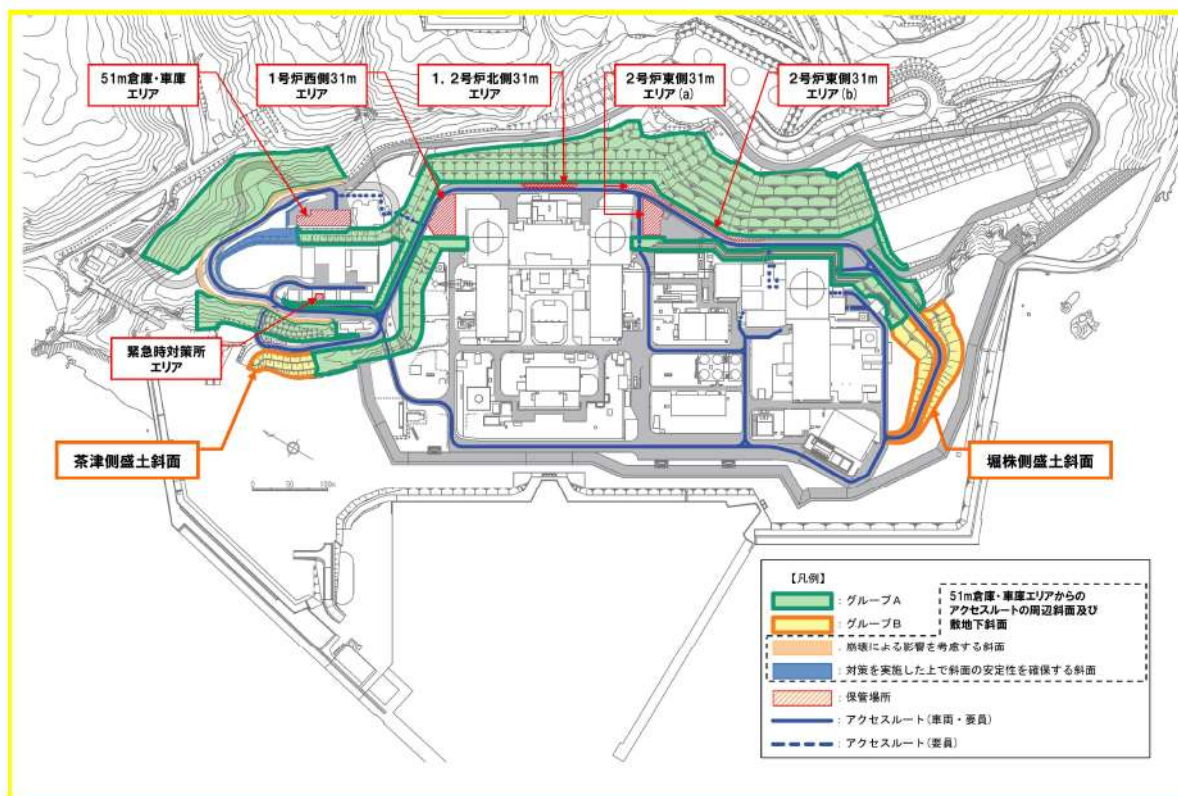 51m倉庫・車庫
エリア
1号炉西側31m
エリア
1．2号炉北側31m
エリア
2号炉東側31m
エリア(a)
2号炉東側31m
エリア(b)
緊急時対策所
エリア
茶津側盛土斜面
堀株側盛土斜面
0 50 100m
【凡例】
：グループA
：グループB
51m倉庫・車庫エリアからの
アクセスルートの周辺斜面及び
敷地下斜面
：崩壊による影響を考慮する斜面
：対策を実施した上で斜面の安定性を確保する斜面
：保管場所
：アクセスルート(車両・要員)
：アクセスルート(要員)